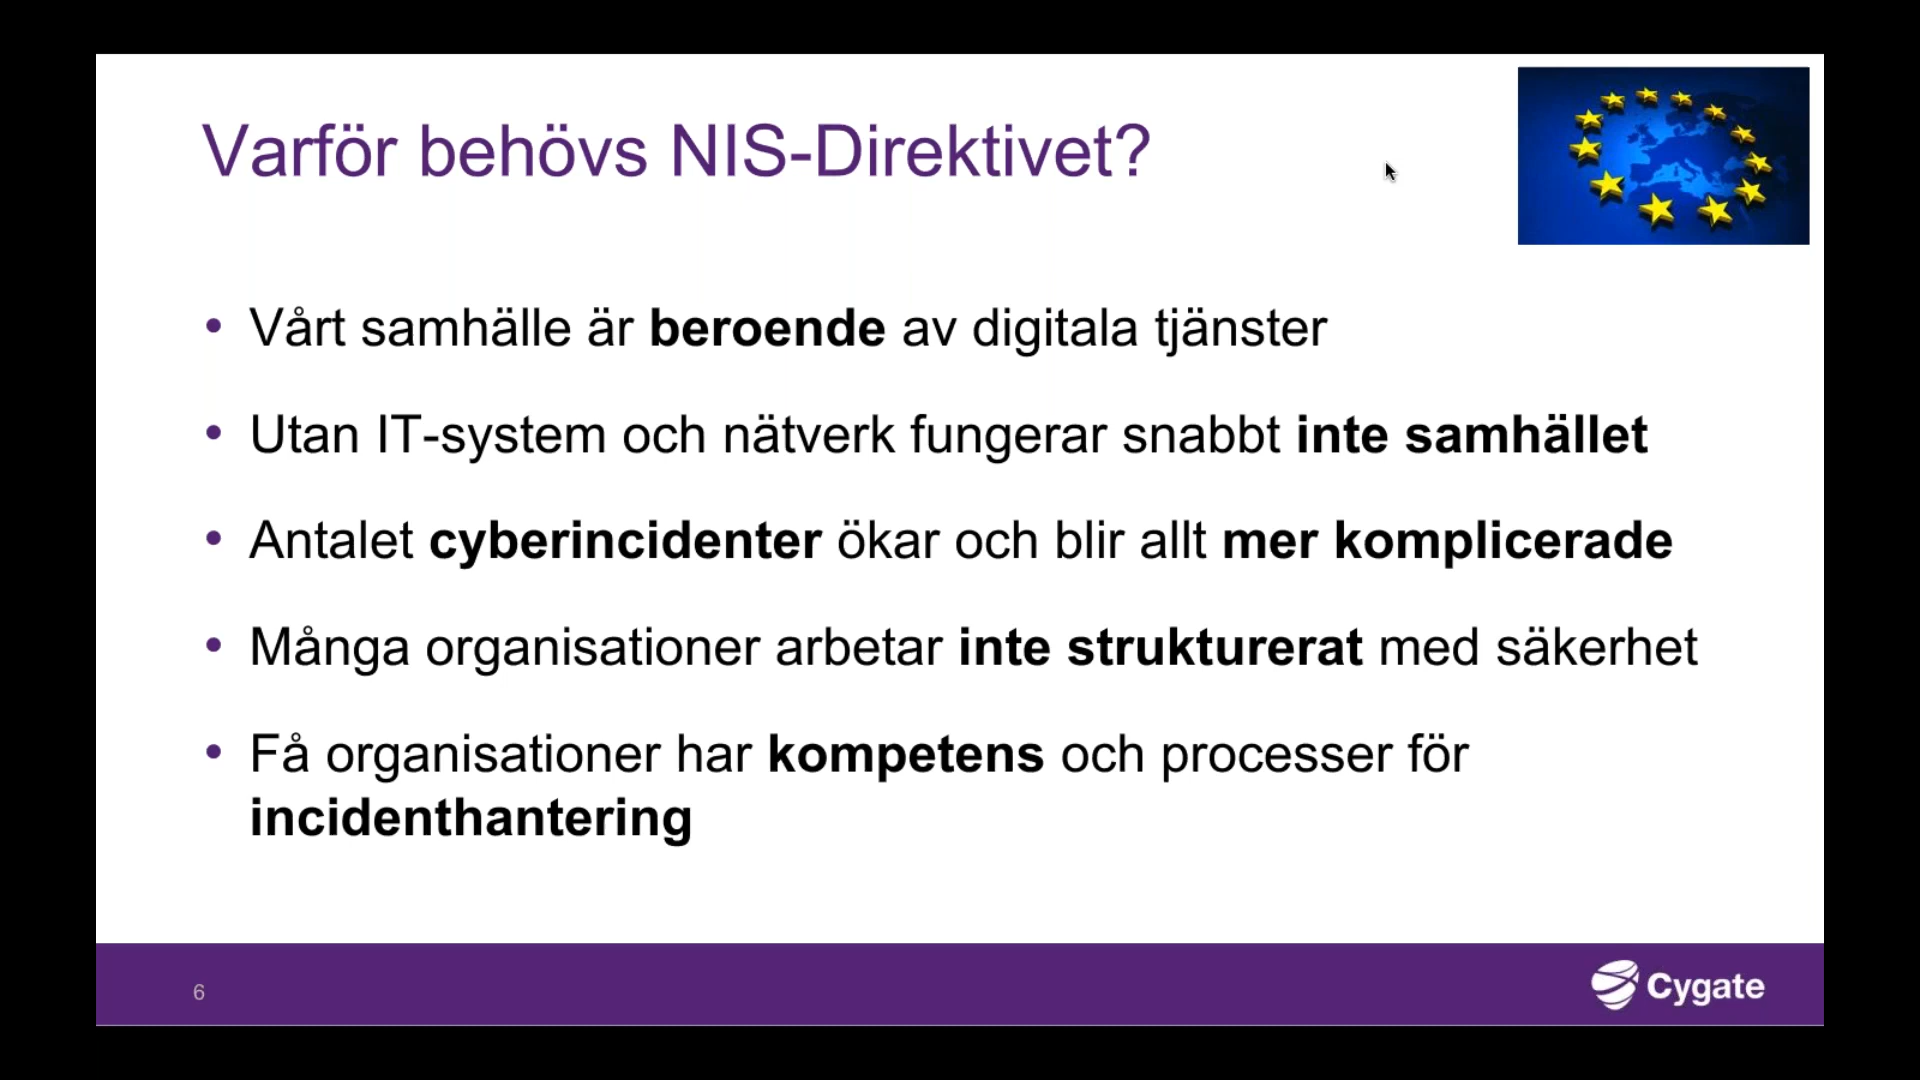 Varför behövs NIS-Direktivet?
• Vårt samhälle är beroende av digitala tjänster
• Utan IT-system och nätverk fungerar snabbt inte samhället
• Antalet cyberincidenter ökar och blir allt mer komplicerade
• Många organisationer arbetar inte strukturerat med säkerhet
• Få organisationer har kompetens och processer för
incidenthantering
6
Cygate